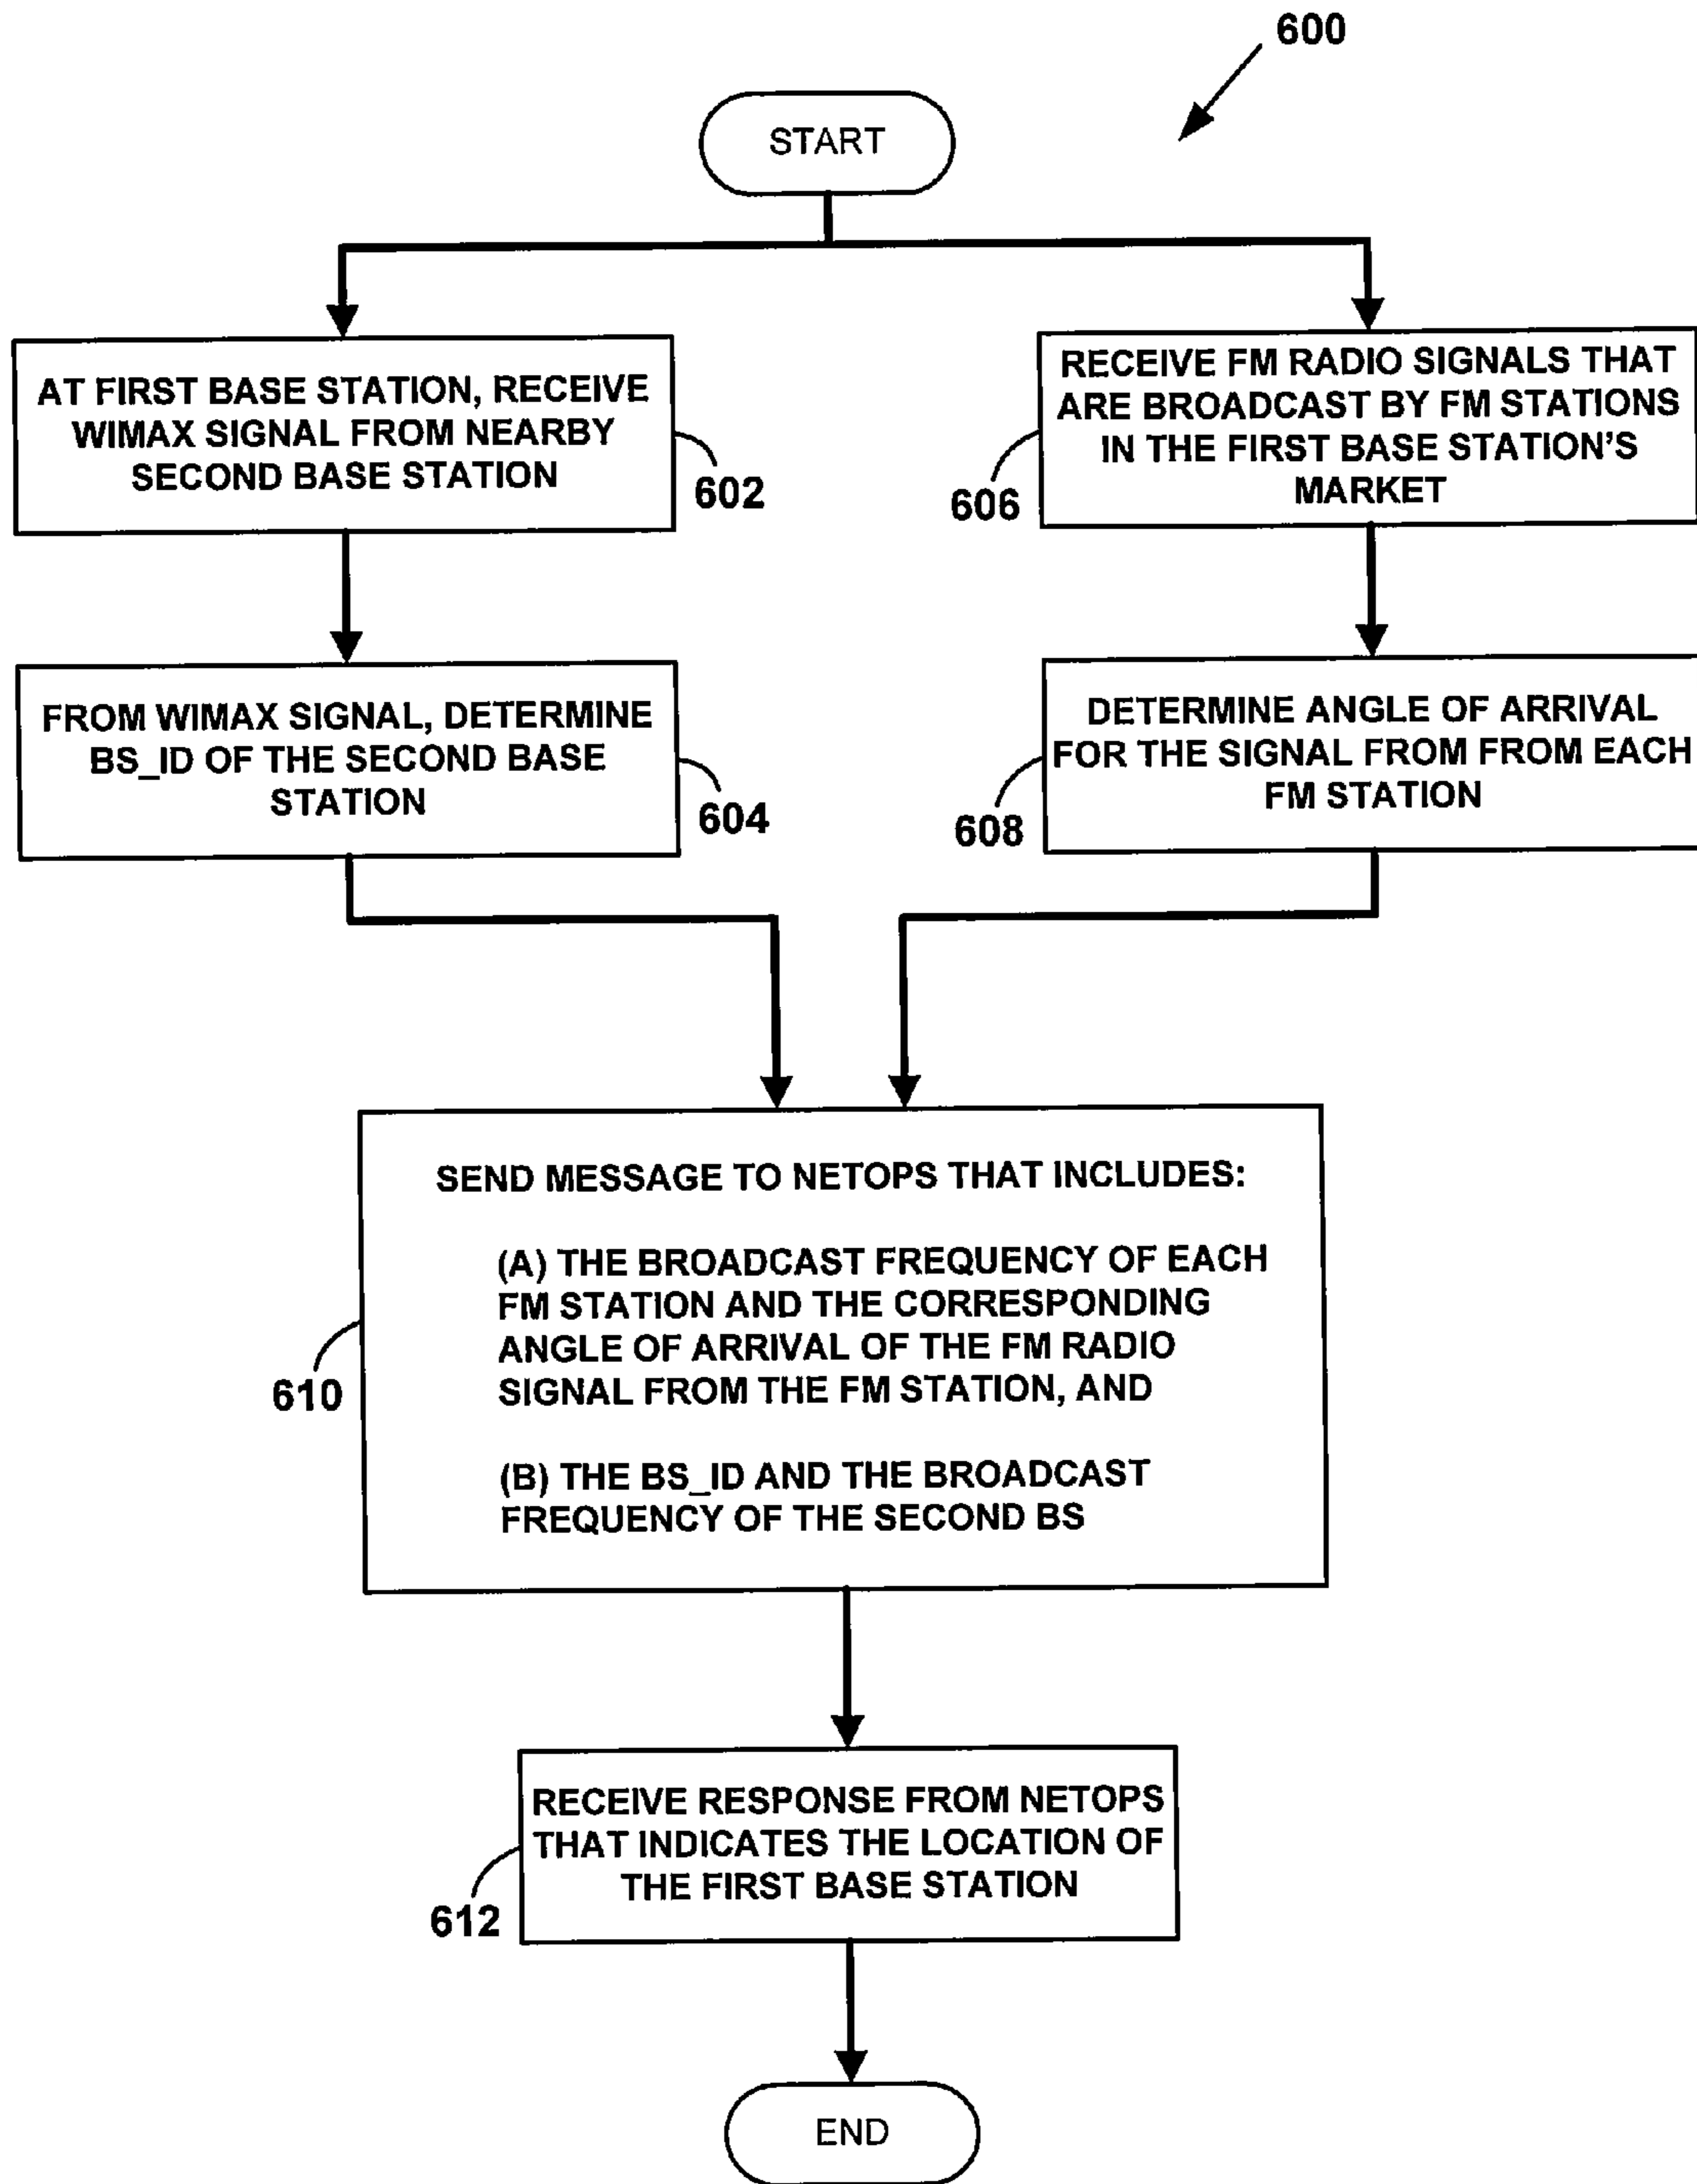 600
START
AT FIRST BASE STATION, RECEIVE
WIMAX SIGNAL FROM NEARBY
SECOND BASE STATION
602
RECEIVE FM RADIO SIGNALS THAT
ARE BROADCAST BY FM STATIONS
IN THE FIRST BASE STATION'S
MARKET
606
FROM WIMAX SIGNAL, DETERMINE
BS_ID OF THE SECOND BASE
STATION
604
DETERMINE ANGLE OF ARRIVAL
FOR THE SIGNAL FROM FROM EACH
FM STATION
608
SEND MESSAGE TO NETOPS THAT INCLUDES:
(A) THE BROADCAST FREQUENCY OF EACH
FM STATION AND THE CORRESPONDING
ANGLE OF ARRIVAL OF THE FM RADIO
SIGNAL FROM THE FM STATION, AND
(B) THE BS_ID AND THE BROADCAST
FREQUENCY OF THE SECOND BS
610
RECEIVE RESPONSE FROM NETOPS
THAT INDICATES THE LOCATION OF
THE FIRST BASE STATION
612
END